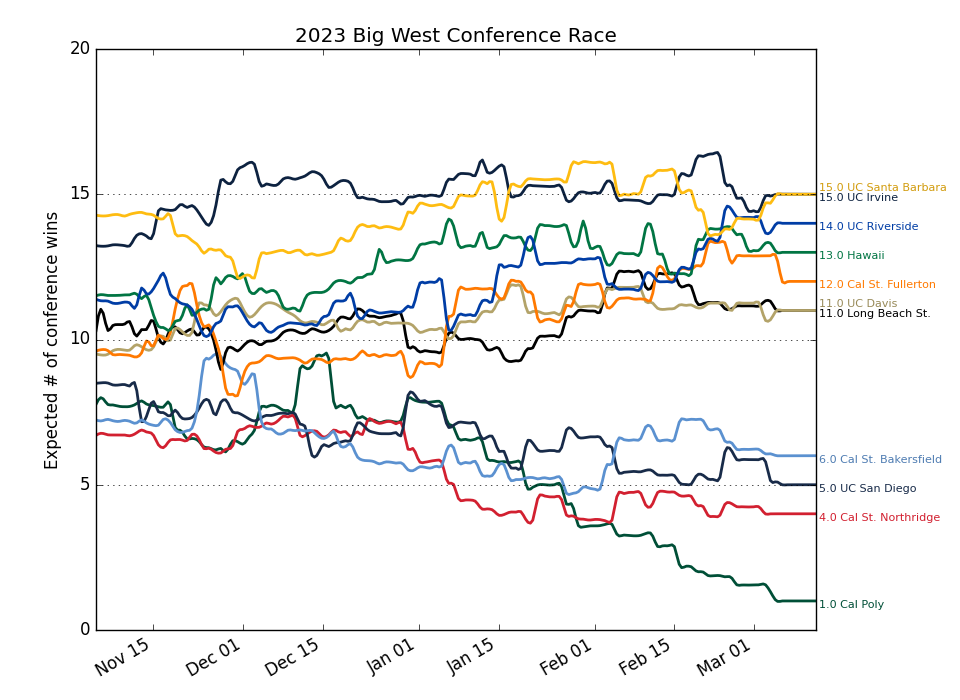 2023 Big West Conference Race
Expected # of conference wins
20
15
10
5
0
Nov 15
Dec 01
Dec 15
Jan 01
Jan 15
Feb 01
Feb 15
Mar 01
15.0 UC Santa Barbara
15.0 UC Irvine
14.0 UC Riverside
13.0 Hawaii
12.0 Cal St. Fullerton
11.0 UC Davis
11.0 Long Beach St.
6.0 Cal St. Bakersfield
5.0 UC San Diego
4.0 Cal St. Northridge
1.0 Cal Poly